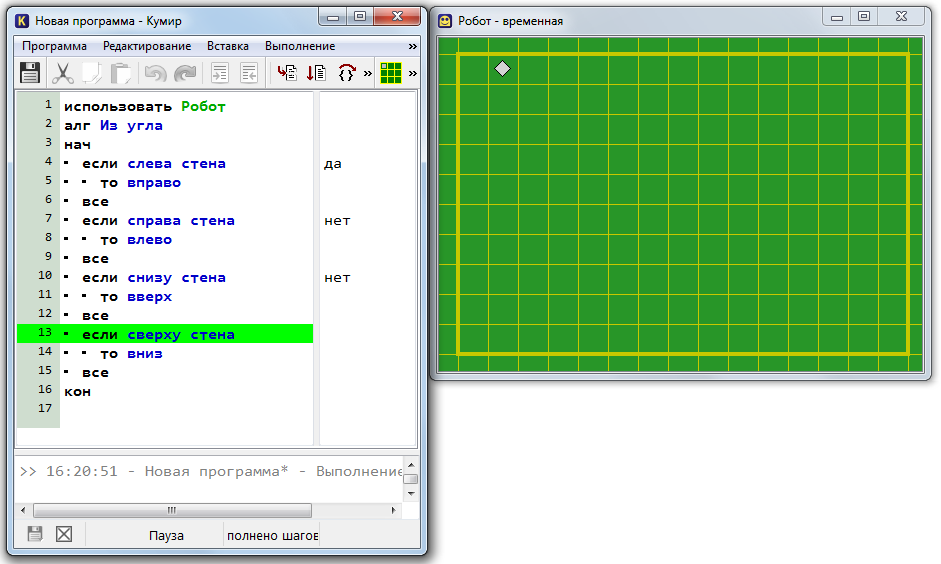 Новая программа - Кумир
Программа Редактирование Вставка Выполнение »
» »
1 использовать Робот
2 алг Из угла
3 нач
4 ▪ если слева стена да
5 ▪ ▪ то вправо
6 ▪ все
7 ▪ если справа стена нет
8 ▪ ▪ то влево
9 ▪ все
10 ▪ если снизу стена нет
11 ▪ ▪ то вверх
12 ▪ все
13 ▪ если сверху стена
14 ▪ ▪ то вниз
15 ▪ все
16 кон
17
>> 16:20:51 - Новая программа* - Выполнение
Пауза полнено шагов
Робот - временная